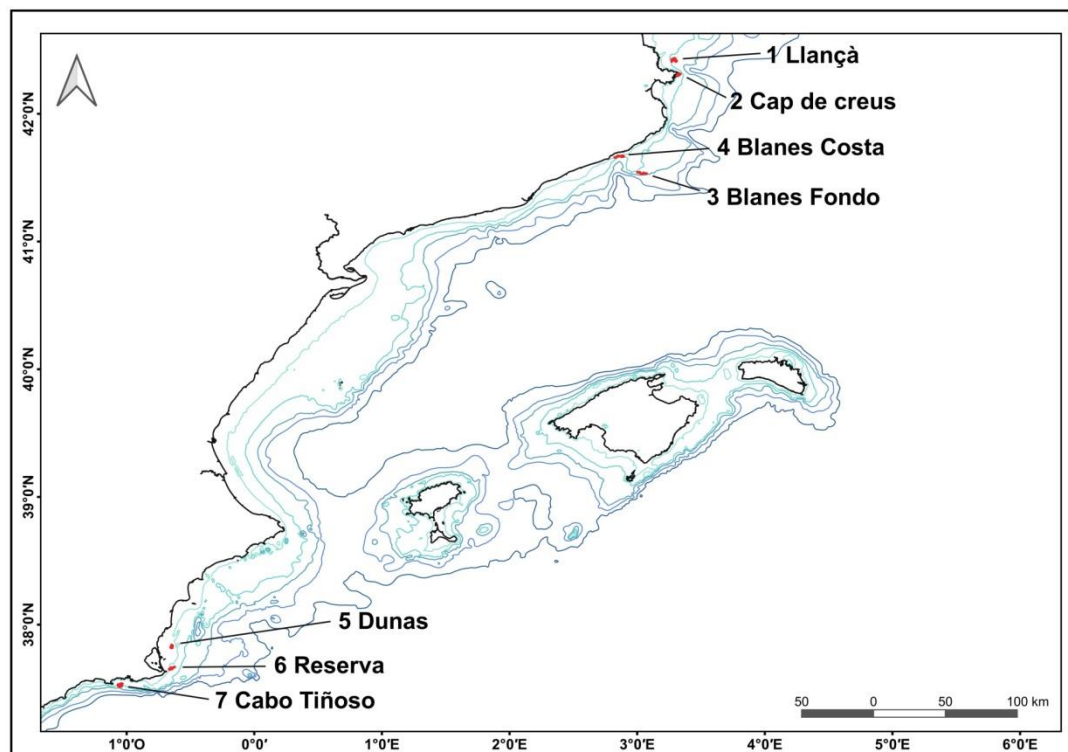 1 Llançà
2 Cap de creus
4 Blanes Costa
3 Blanes Fondo
5 Dunas
6 Reserva
7 Cabo Tiñoso
42°0'N
41°0'N
40°0'N
39°0'N
38°0'N
50 0 50 100 km
1°0'O 0°0' 1°0'E 2°0'E 3°0'E 4°0'E 5°0'E 6°0'E